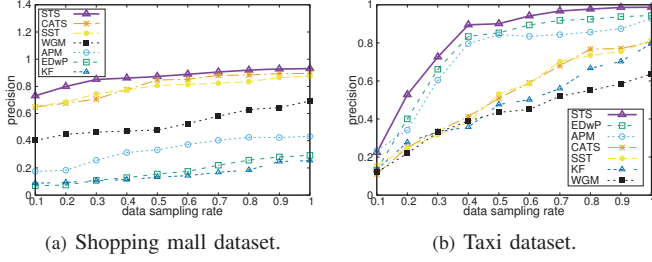 STS
CATS
SST
WGM
APM
EDwP
KF
precision
1.4
1.2
1
0.8
0.6
0.4
0.2
0
0.1 0.2 0.3 0.4 0.5 0.6 0.7 0.8 0.9 1
data sampling rate
(a) Shopping mall dataset.
STS
EDwP
APM
CATS
SST
KF
WGM
precision
1
0.8
0.6
0.4
0.2
0
0.1 0.2 0.3 0.4 0.5 0.6 0.7 0.8 0.9 1
data sampling rate
(b) Taxi dataset.